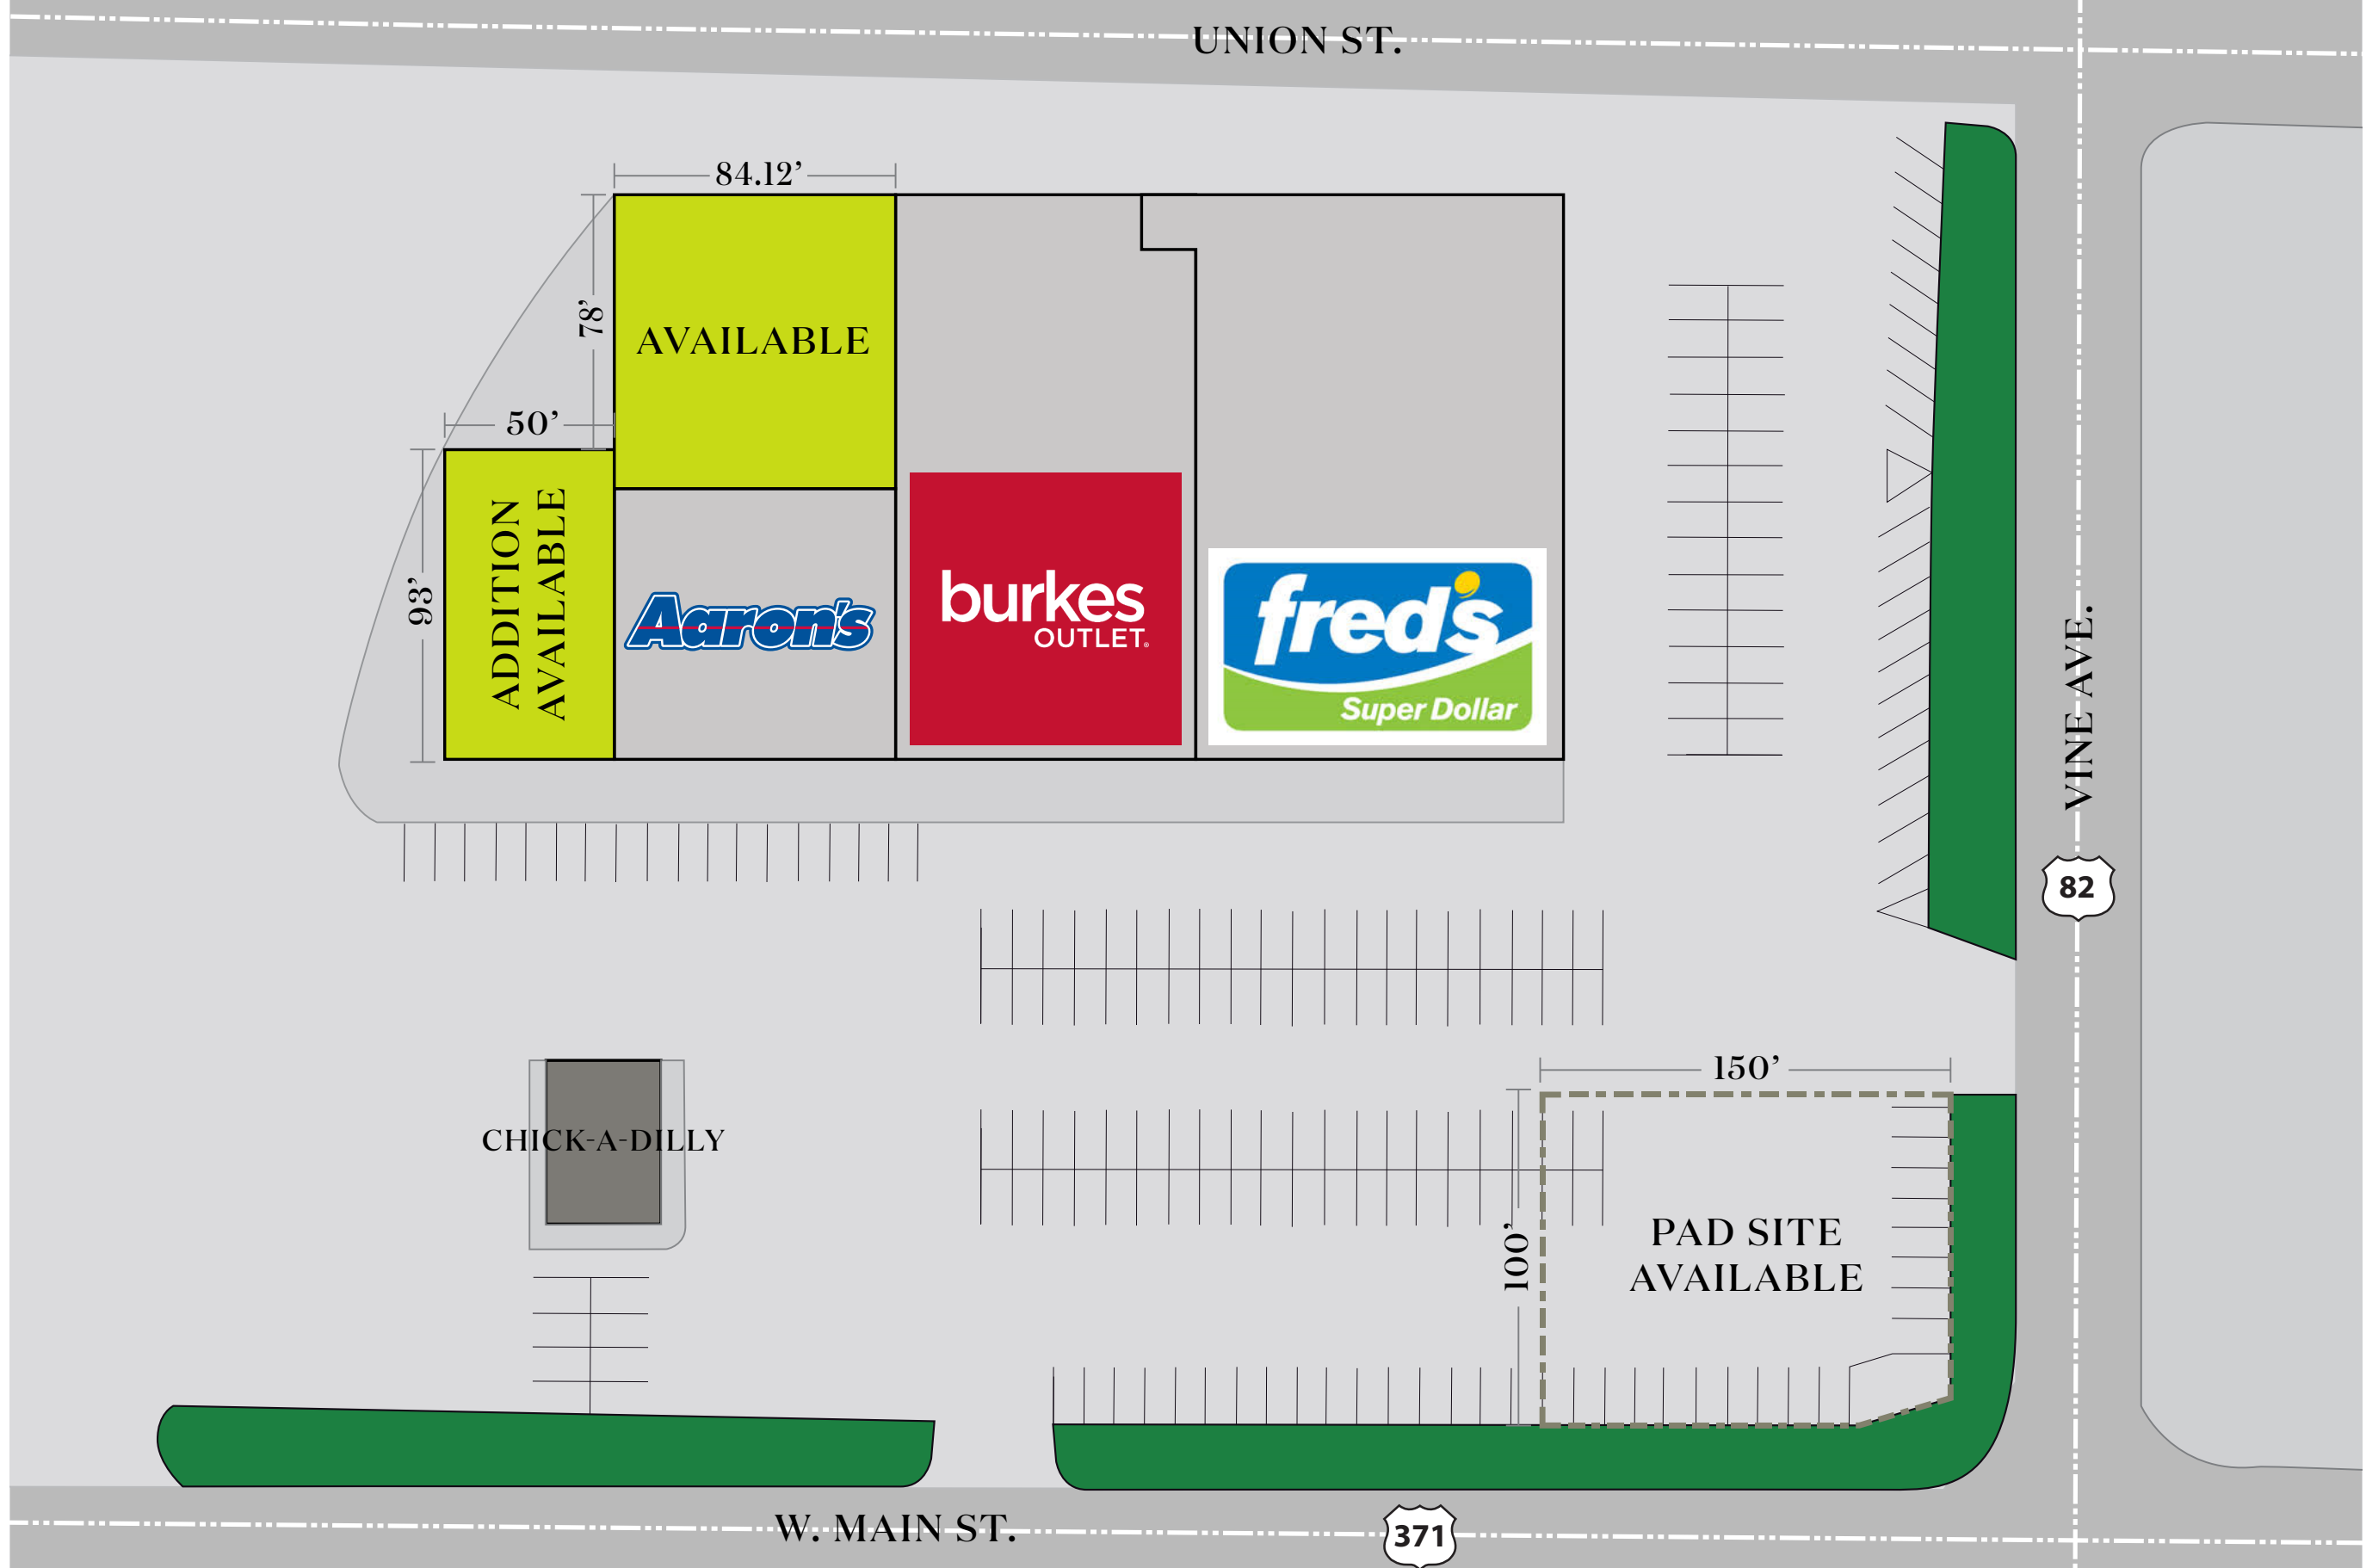 UNION ST.
84.12’
78’
AVAILABLE
50’
93’
ADDITION
AVAILABLE
Aaron's
burkes
OUTLET®
fred's
Super Dollar
VINE AVE.
82
150’
CHICK-A-DILLY
100’
PAD SITE
AVAILABLE
W. MAIN ST.
371